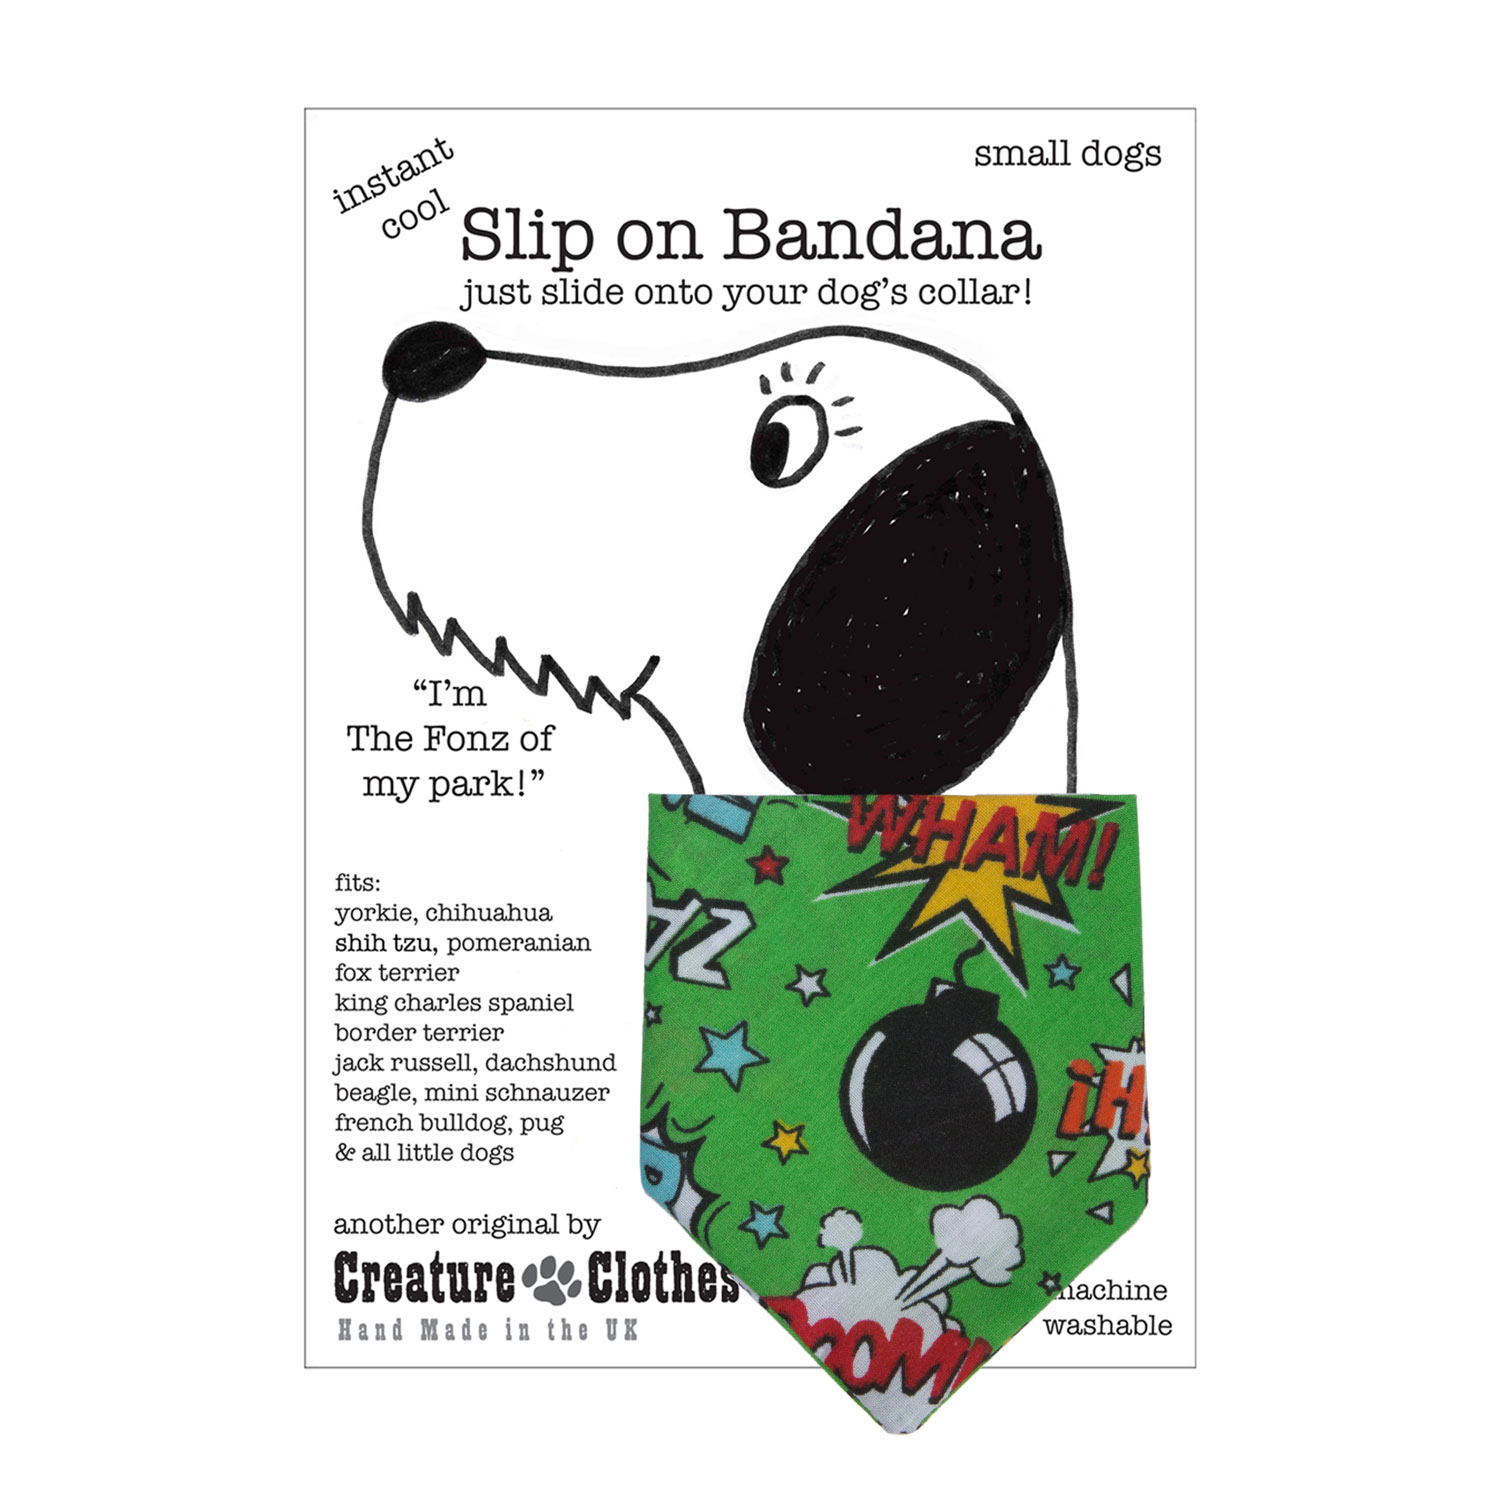 instant
cool
small dogs
Slip on Bandana
just slide onto your dog's collar!
“I'm
The Fonz of
my park!”
fits:
yorkie, chihuahua
shih tzu, pomeranian
fox terrier
king charles spaniel
border terrier
jack russell, dachshund
beagle, mini schnauzer
french bulldog, pug
& all little dogs
another original by
Creature Clothes
Hand Made in the UK
WHAM!
machine
washable